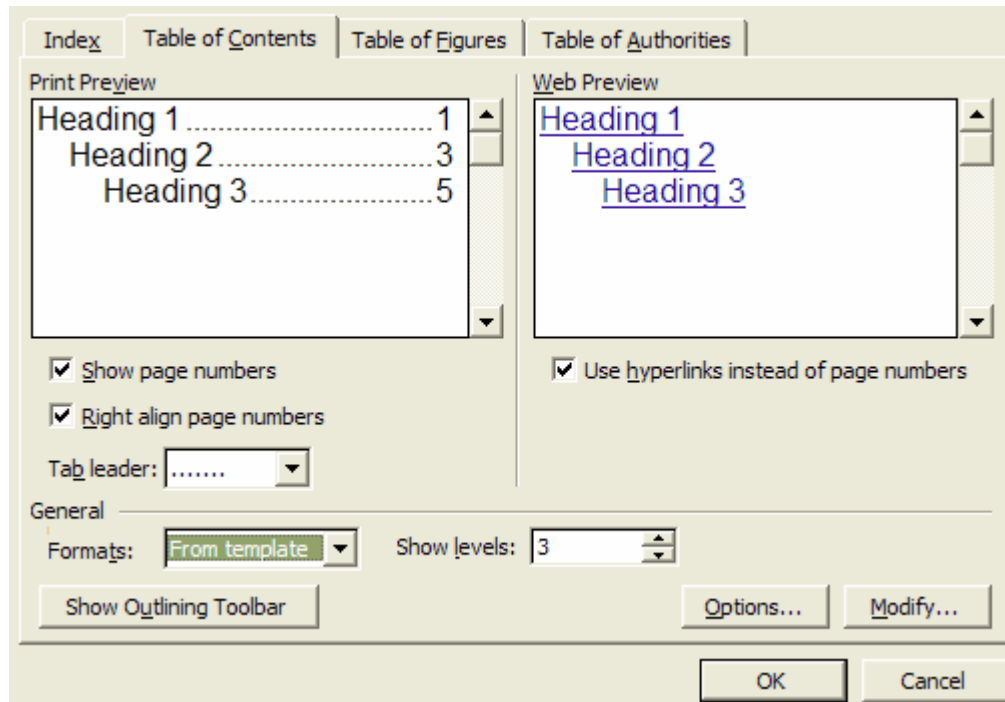 Index Table of Contents Table of Figures Table of Authorities
Print Preview
Heading 1..............................1
Heading 2..........................3
Heading 3......................5
Web Preview
Heading 1
Heading 2
Heading 3
Show page numbers
Right align page numbers
Tab leader: .......
Use hyperlinks instead of page numbers
General
Formats: From template Show levels: 3
Show Outlining Toolbar Options... Modify...
OK Cancel